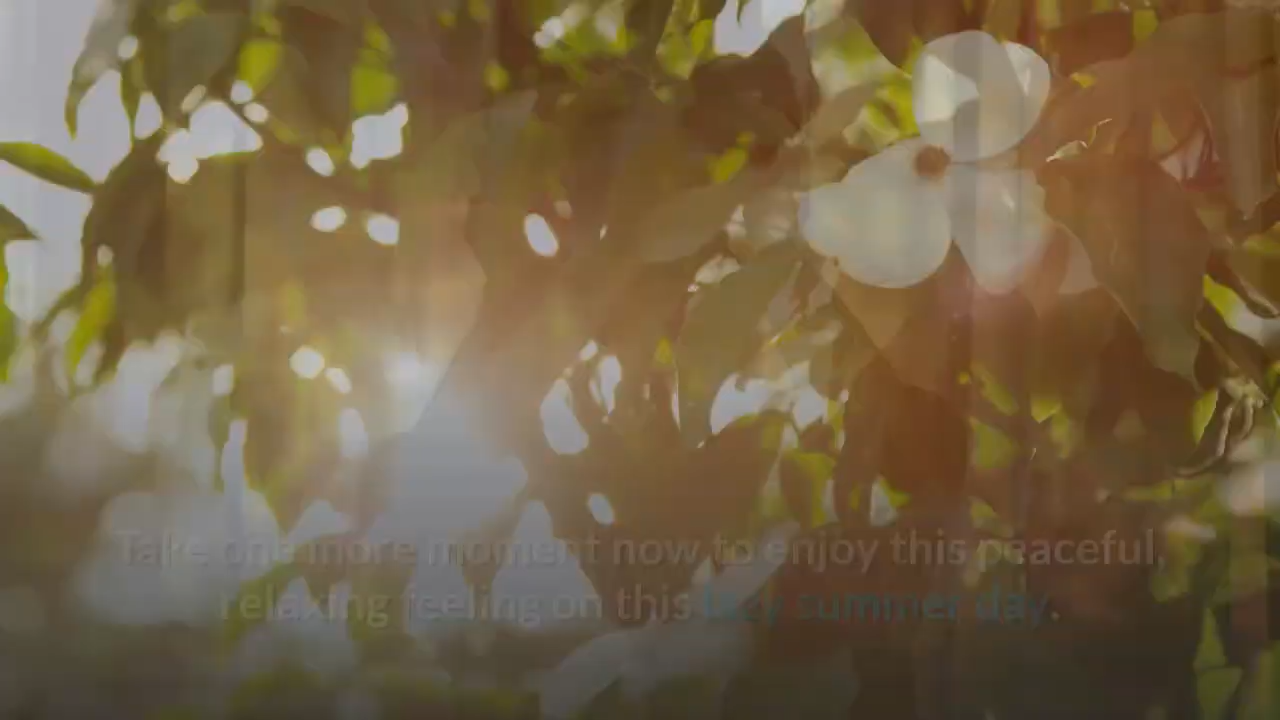 Take one more moment now to enjoy this peaceful,
relaxing feeling on this lazy summer day.